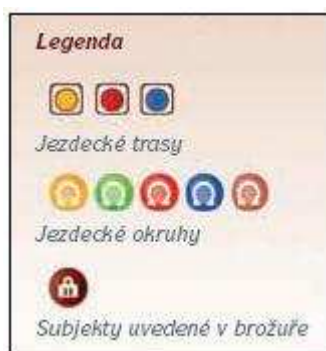 Legenda
Jezdecké trasy
Jezdecké okruhy
Subjekty uvedené v brožuře